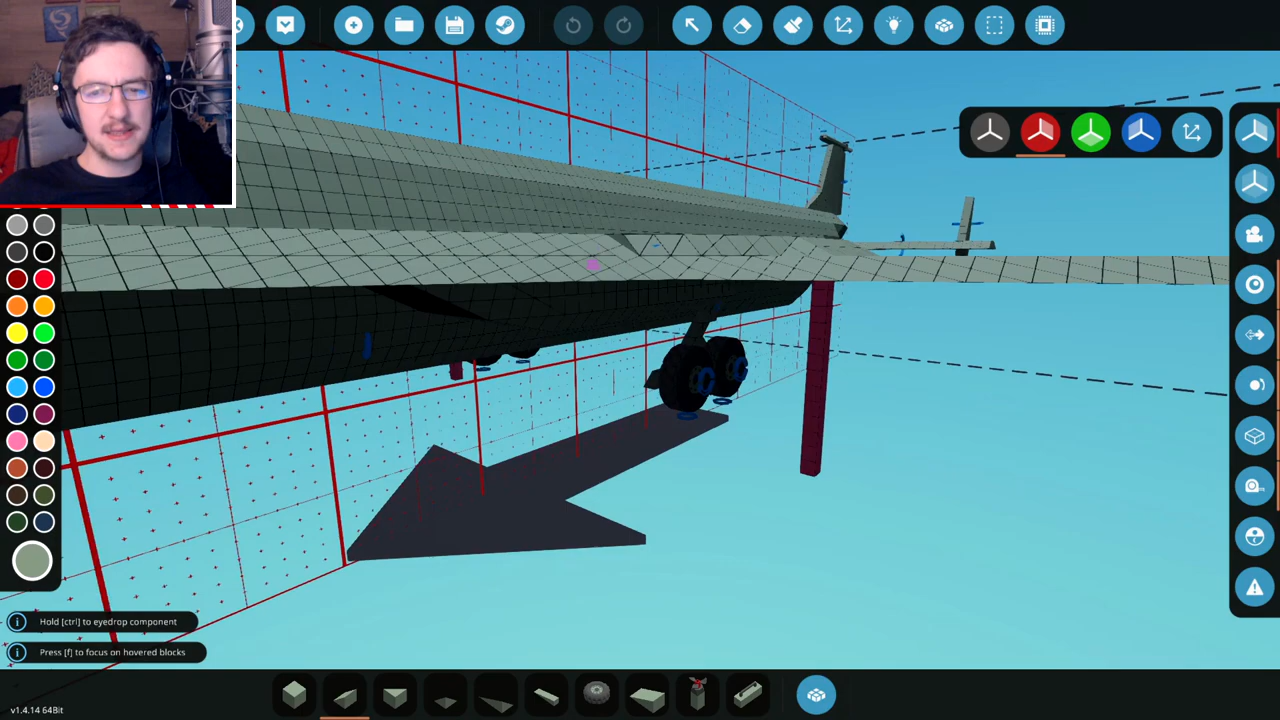 Hold [ctrl] to eyedrop component
Press [f] to focus on hovered blocks
v1.4.14 64Bit